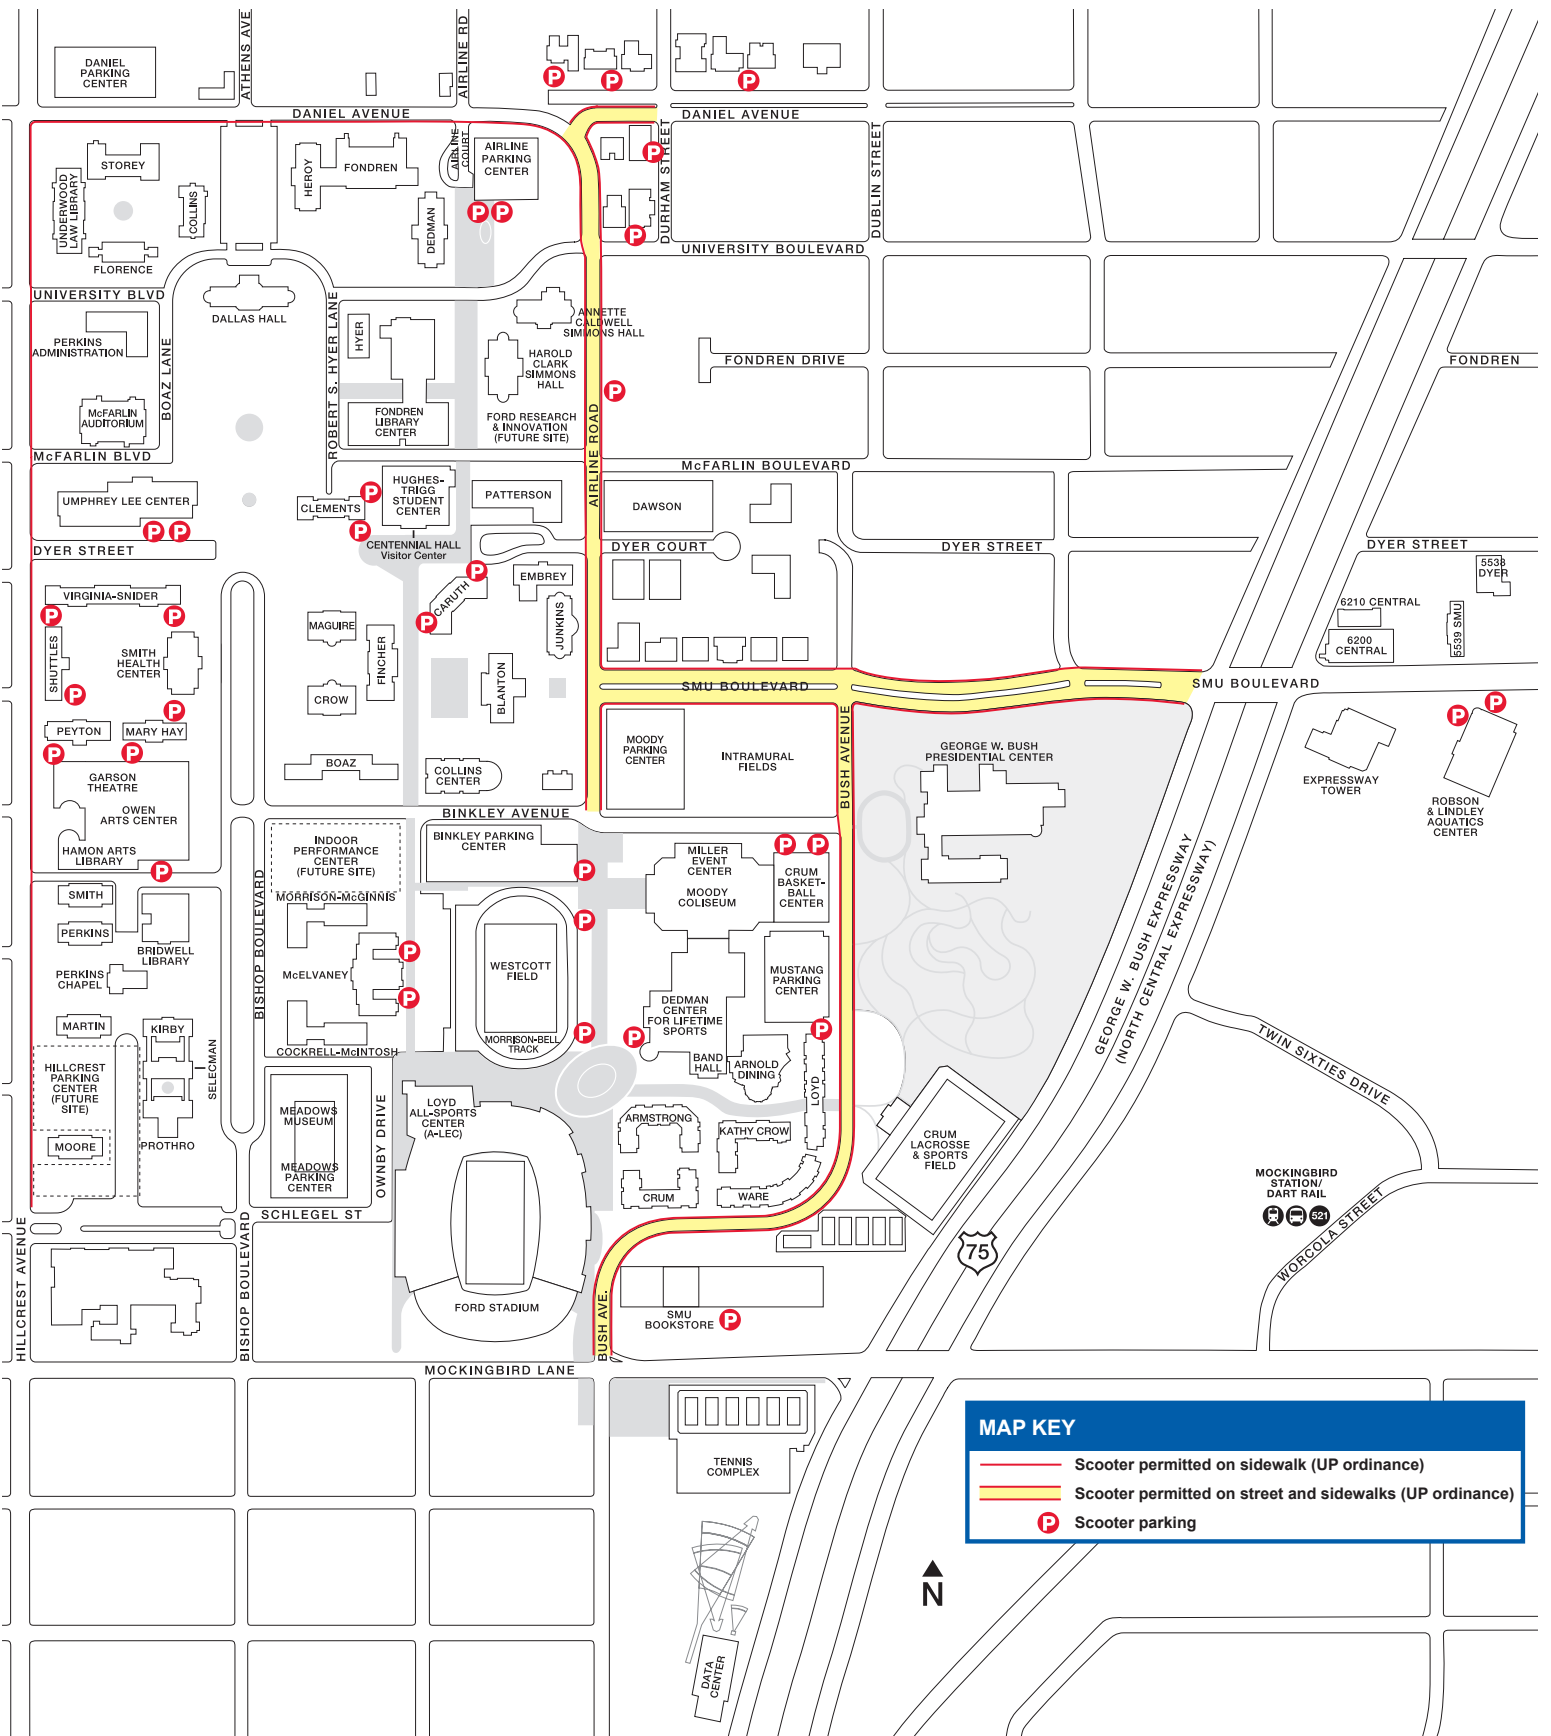 DANIEL
PARKING
CENTER
ATHENS AVE
AIRLINE RD
P
P
P
DANIEL AVENUE
DANIEL AVENUE
STOREY
UNDERWOOD
LAW LIBRARY
COLLINS
FLORENCE
HEROY
FONDREN
DEDMAN
AIRLINE
COURT
AIRLINE
PARKING
CENTER
P
P
P
P
DURHAM STREET
DUBLIN STREET
UNIVERSITY BOULEVARD
UNIVERSITY BLVD
DALLAS HALL
PERKINS
ADMINISTRATION
BOAZ LANE
ROBERT S. HYER LANE
HYER
ANNETTE
CALDWELL
SIMMONS HALL
HAROLD
CLARK
SIMMONS
HALL
FONDREN DRIVE
FONDREN
P
McFARLIN
AUDITORIUM
FONDREN
LIBRARY
CENTER
FORD RESEARCH
& INNOVATION
(FUTURE SITE)
AIRLINE ROAD
McFARLIN BLVD
McFARLIN BOULEVARD
UMPHREY LEE CENTER
P
P
CLEMENTS
P
P
HUGHES-
TRIGG
STUDENT
CENTER
PATTERSON
DAWSON
CENTENNIAL HALL
Visitor Center
DYER STREET
DYER COURT
DYER STREET
DYER STREET
5538
DYER
VIRGINIA-SNIDER
P
P
SHUTTLES
SMITH
HEALTH
CENTER
P
P
MAGUIRE
FINCHER
CROW
CARUTH
P
P
EMBREY
JUNKINS
BLANTON
6210 CENTRAL
6200
CENTRAL
5539 SMU
SMU BOULEVARD
SMU BOULEVARD
PEYTON
MARY HAY
P
P
BOAZ
COLLINS
CENTER
MOODY
PARKING
CENTER
INTRAMURAL
FIELDS
BUSH AVENUE
GEORGE W. BUSH
PRESIDENTIAL CENTER
P
P
EXPRESSWAY
TOWER
ROBSON
& LINDLEY
AQUATICS
CENTER
GARSON
THEATRE
OWEN
ARTS CENTER
HAMON ARTS
LIBRARY
P
BINKLEY AVENUE
INDOOR
PERFORMANCE
CENTER
(FUTURE SITE)
BINKLEY PARKING
CENTER
P
MILLER
EVENT
CENTER
MOODY
COLISEUM
P
P
CRUM
BASKET-
BALL
CENTER
SMITH
PERKINS
BRIDWELL
LIBRARY
PERKINS
CHAPEL
BISHOP BOULEVARD
MORRISON-McGINNIS
McELVANEY
P
P
COCKRELL-McINTOSH
WESTCOTT
FIELD
MORRISON-BELL
TRACK
P
P
P
DEDMAN
CENTER
FOR LIFETIME
SPORTS
MUSTANG
PARKING
CENTER
P
BAND
HALL
ARNOLD
DINING
LOYD
GEORGE W. BUSH EXPRESSWAY
(NORTH CENTRAL EXPRESSWAY)
TWIN SIXTIES DRIVE
MARTIN
KIRBY
SELECMAN
HILLCREST
PARKING
CENTER
(FUTURE
SITE)
MOORE
PROTHRO
MEADOWS
MUSEUM
MEADOWS
PARKING
CENTER
OWNBY DRIVE
LOYD
ALL-SPORTS
CENTER
(A-LEC)
ARMSTRONG
KATHY CROW
CRUM
WARE
CRUM
LACROSSE
& SPORTS
FIELD
MOCKINGBIRD
STATION/
DART RAIL
521
WORCOLA STREET
SCHLEGEL ST
HILLCREST AVENUE
BISHOP BOULEVARD
FORD STADIUM
BUSH AVE.
SMU
BOOKSTORE
P
75
MOCKINGBIRD LANE
TENNIS
COMPLEX
DATA
CENTER
N
MAP KEY
Scooter permitted on sidewalk (UP ordinance)
Scooter permitted on street and sidewalks (UP ordinance)
P Scooter parking